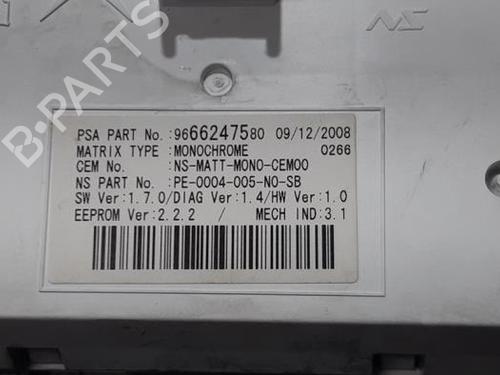 NS
PSA PART No.:9666247580 09/12/2008
MATRIX TYPE :MONOCHROME 0266
CEM No. :NS-MATT-MONO-CEM00
NS PART No. :PE-0004-005-N0-SB
SW Ver:1.7.0/DIAG Ver:1.4/HW Ver:1.0
EEPROM Ver:2.2.2 / MECH IND:3.1